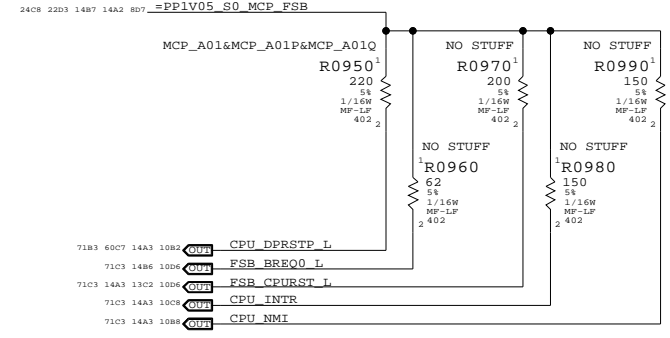 24C8 22D3 14B7 14A2 8D7 =PP1V05_S0_MCP_FSB
MCP_A01&MCP_A01P&MCP_A01Q
NO STUFF
NO STUFF
R0950 1
220
5%
1/16W
MF-LF
402
2
R0970 1
200
5%
1/16W
MF-LF
402
2
R0990 1
150
5%
1/16W
MF-LF
402
2
NO STUFF
1 R0960
62
5%
1/16W
MF-LF
402
2
NO STUFF
1 R0980
150
5%
1/16W
MF-LF
402
2
71B3 60C7 14A3 10B2 OUT CPU_DPRSTP_L
71C3 14B6 10D6 OUT FSB_BREQ0_L
71C3 14A3 13C2 10D6 OUT FSB_CPURST_L
71C3 14A3 10C8 OUT CPU_INTR
71C3 14A3 10B8 OUT CPU_NMI